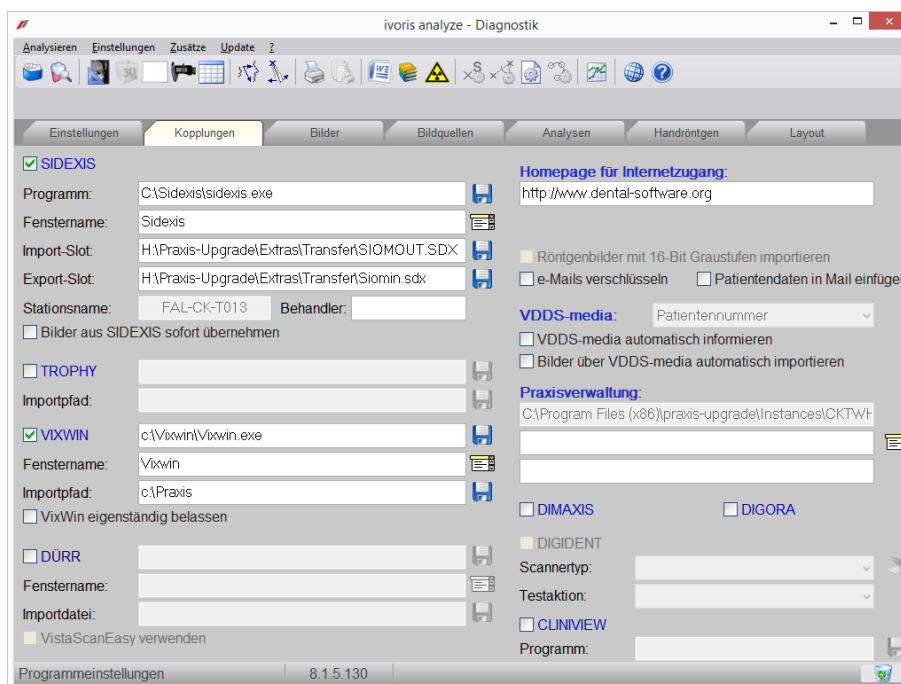 ivoris analyze - Diagnostik
Analysieren Einstellungen Zusätze Update ?
Einstellungen Kopplungen Bilder Bildquellen Analysen Handröntgen Layout
SIDEXIS
Programm: C:\Sidexis\sidexis.exe
Fenstername: Sidexis
Import-Slot: H:\Praxis-Upgrade\Extras\Transfer\SIOMOUT.SDX
Export-Slot: H:\Praxis-Upgrade\Extras\Transfer\Siomin.sdx
Stationsname: FAL-CK-T013 Behandler:
Bilder aus SIDEXIS sofort übernehmen
TROPHY
Importpfad:
VIXWIN c:\Vixwin\Vixwin.exe
Fenstername: Vixwin
Importpfad: c:\Praxis
VixWin eigenständig belassen
DÜRR
Fenstername:
Importdatei:
VistaScanEasy verwenden
Homepage für Internetzugang:
http://www.dental-software.org
Röntgenbilder mit 16-Bit Graustufen importieren
e-Mails verschlüsseln Patientendaten in Mail einfüge
VDDS-media: Patientennummer
VDDS-media automatisch informieren
Bilder über VDDS-media automatisch importieren
Praxisverwaltung:
C:\Program Files (x86)\praxis-upgrade\Instances\CKTWH
DIMAXIS DIGORA
DIGIDENT
Scannertyp:
Testaktion:
CLINIVIEW
Programm:
Programmeinstellungen 8.1.5.130